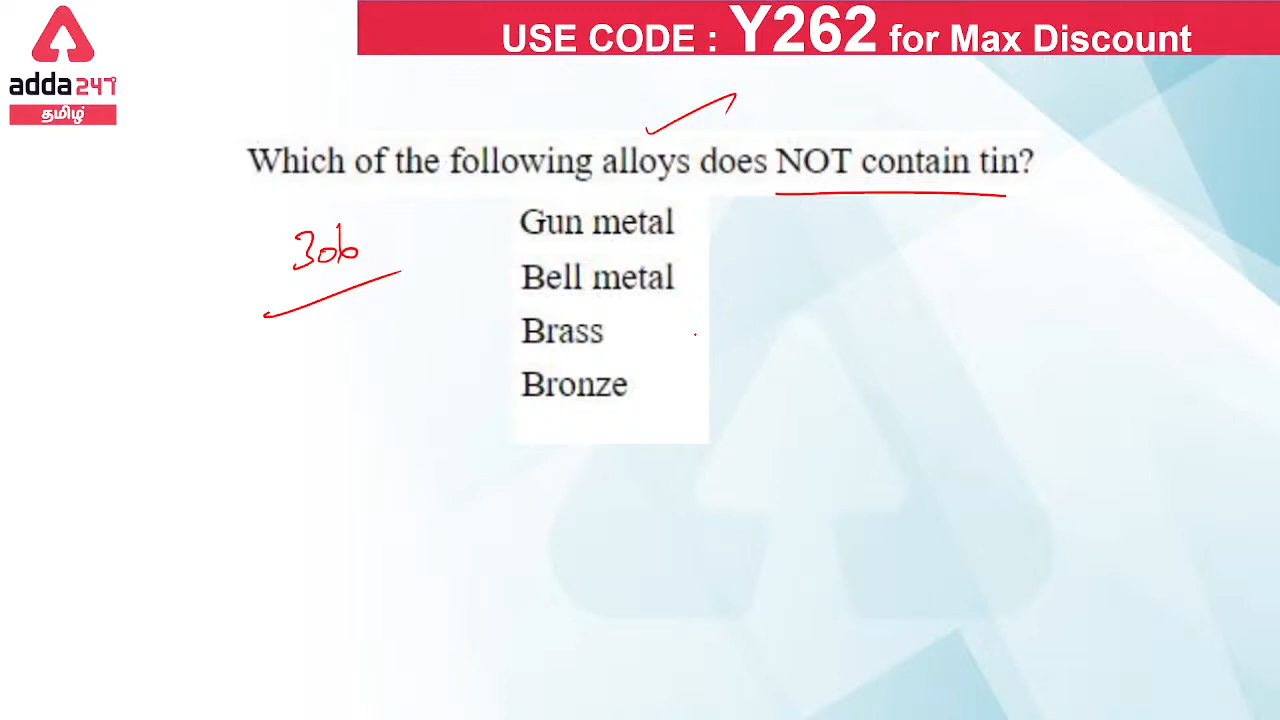 USE CODE : Y262 for Max Discount
adda247
தமிழ்
Which of the following alloys does NOT contain tin?
306
Gun metal
Bell metal
Brass
Bronze